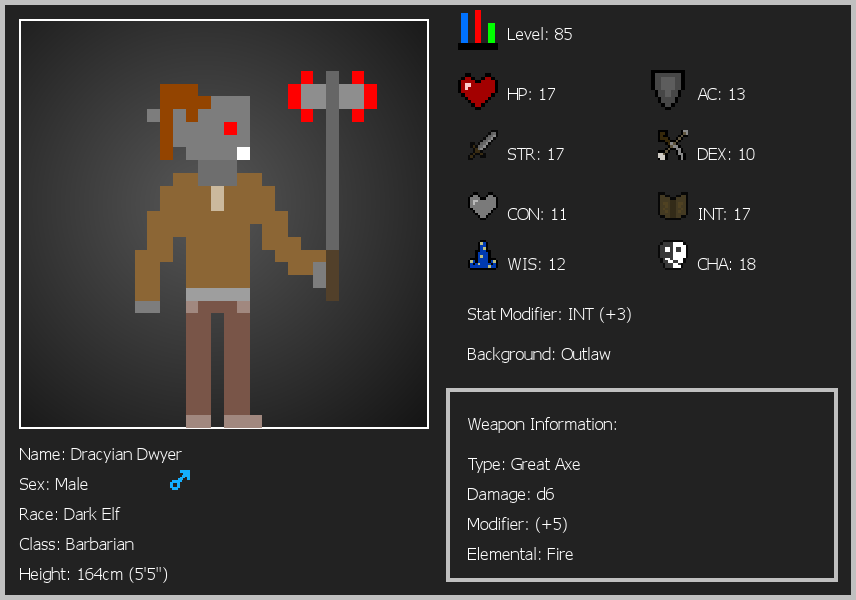 Level: 85
HP: 17
AC: 13
STR: 17
DEX: 10
CON: 11
INT: 17
WIS: 12
CHA: 18
Stat Modifier: INT (+3)
Background: Outlaw
Weapon Information:
Type: Great Axe
Damage: d6
Modifier: (+5)
Elemental: Fire
Name: Dracyian Dwyer
Sex: Male
Race: Dark Elf
Class: Barbarian
Height: 164cm (5'5")